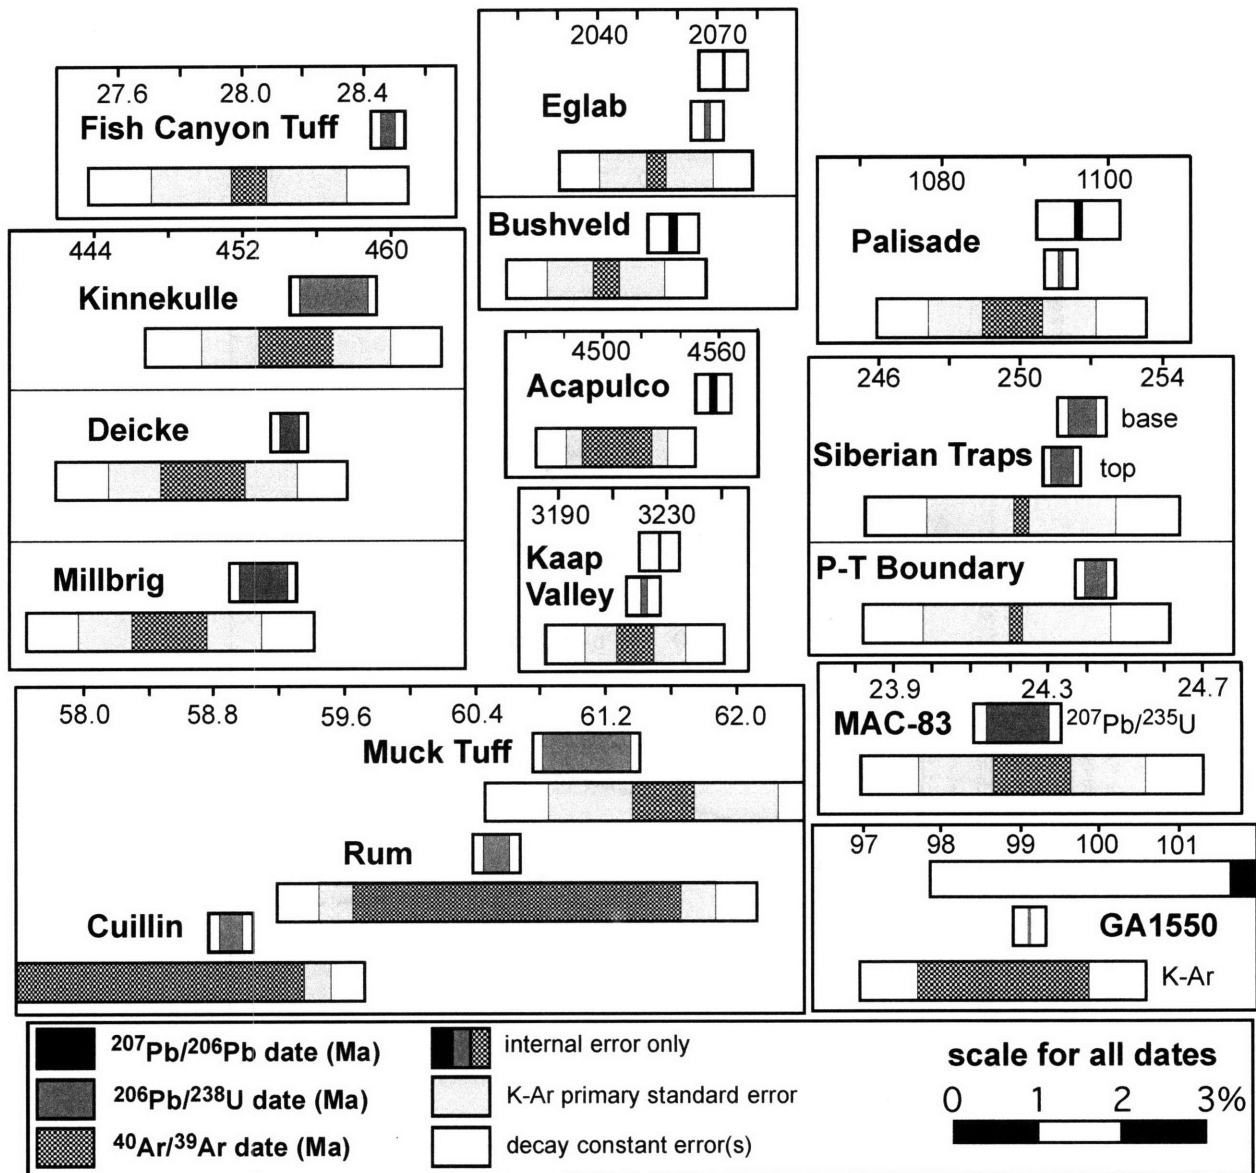 27.6 28.0 28.4
Fish Canyon Tuff
2040 2070
Eglab
Bushveld
1080 1100
Palisade
444 452 460
Kinnekulle
Deicke
Millbrig
4500 4560
Acapulco
3190 3230
Kaap
Valley
246 250 254
base
Siberian Traps
top
P-T Boundary
23.9 24.3 24.7
MAC-83 ²⁰⁷Pb/²³⁵U
58.0 58.8 59.6 60.4 61.2 62.0
Muck Tuff
Rum
Cuillin
97 98 99 100 101
GA1550
K-Ar
²⁰⁷Pb/²⁰⁶Pb date (Ma)
²⁰⁶Pb/²³⁸U date (Ma)
⁴⁰Ar/³⁹Ar date (Ma)
internal error only
K-Ar primary standard error
decay constant error(s)
scale for all dates
0 1 2 3%